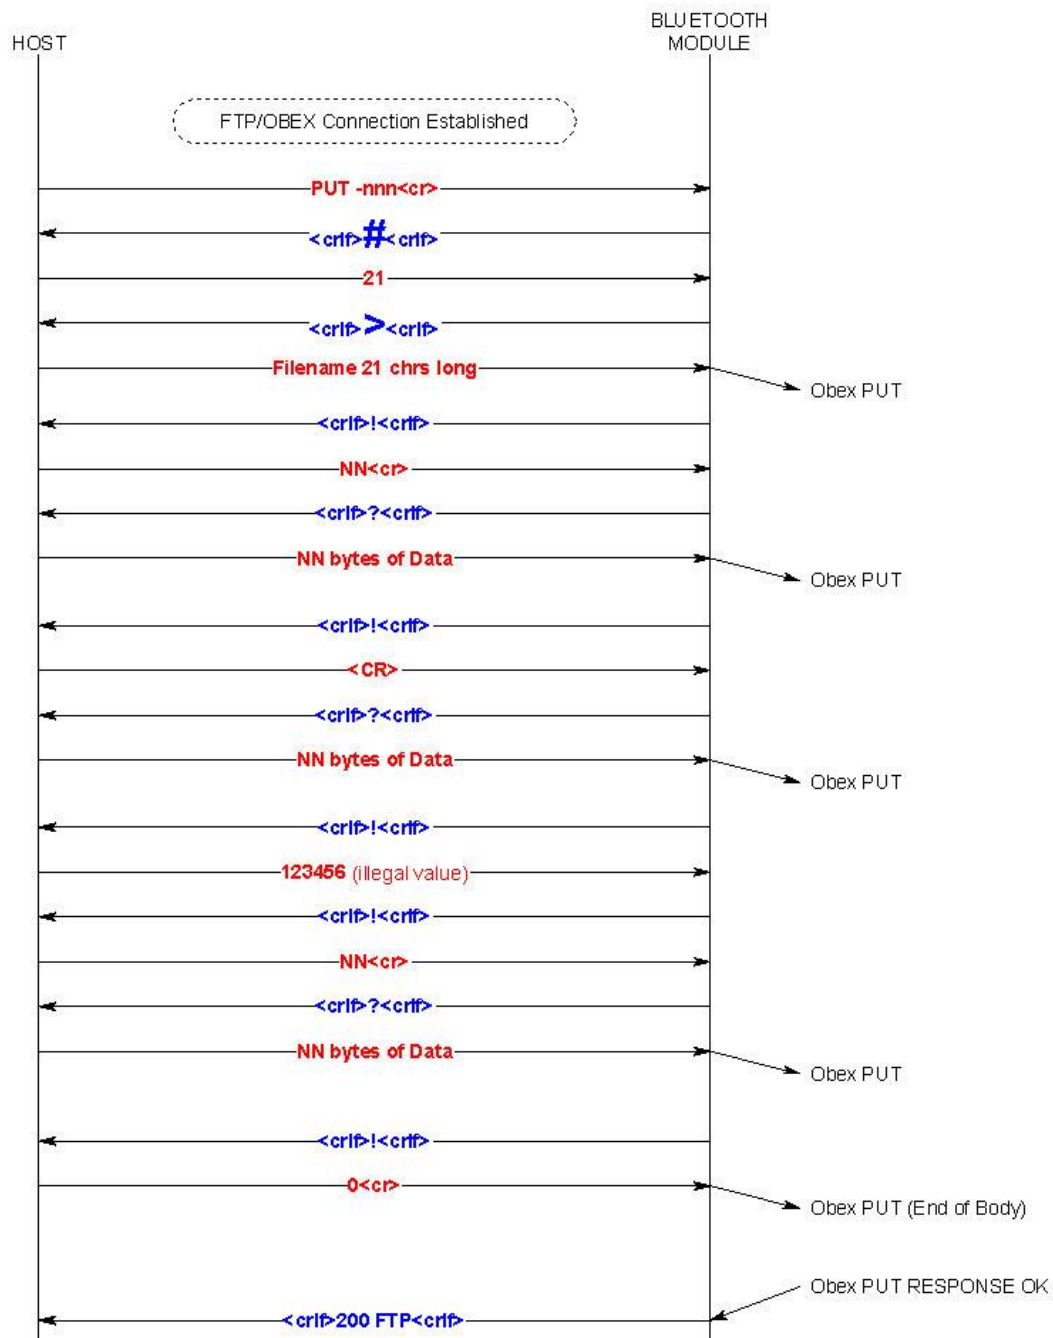 HOST
BLUETOOTH
MODULE
FTP/OBEX Connection Established
PUT -nnn<cr>
<crlf>#<crlf>
21
<crlf>><crlf>
Filename 21 chrs long
Obex PUT
<crlf>!<crlf>
NN<cr>
<crlf>?<crlf>
NN bytes of Data
Obex PUT
<crlf>!<crlf>
<CR>
<crlf>?<crlf>
NN bytes of Data
Obex PUT
<crlf>!<crlf>
123456 (illegal value)
<crlf>!<crlf>
NN<cr>
<crlf>?<crlf>
NN bytes of Data
Obex PUT
<crlf>!<crlf>
0<cr>
Obex PUT (End of Body)
Obex PUT RESPONSE OK
<crlf>200 FTP<crlf>